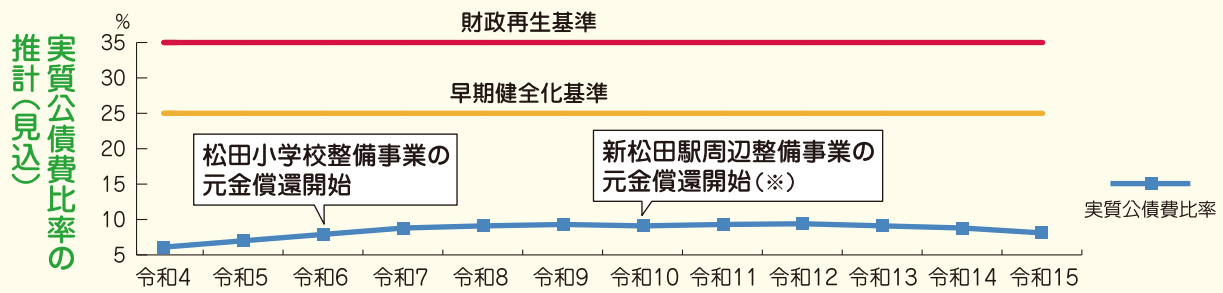 実質公債費比率の
推計（見込）
%
35
30
25
20
15
10
5
財政再生基準
早期健全化基準
松田小学校整備事業の
元金償還開始
新松田駅周辺整備事業の
元金償還開始（※）
実質公債費比率
令和4 令和5 令和6 令和7 令和8 令和9 令和10 令和11 令和12 令和13 令和14 令和15